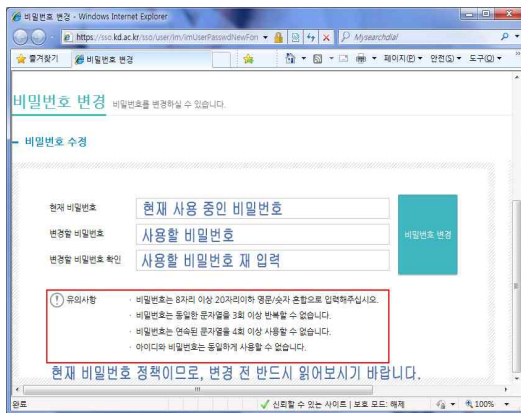 비밀번호 변경 - Windows Internet Explorer
https://sso.kd.ac.kr/sso/user/im/imUserPasswdNewFon
Mysearchdial
즐겨찾기
비밀번호 변경
페이지(P)
안전(S)
도구(O)
비밀번호 변경 비밀번호를 변경하실 수 있습니다.
비밀번호 수경
현재 비밀번호 현재 사용 중인 비밀번호
변경할 비밀번호 사용할 비밀번호
비밀번호 변경
변경할 비밀번호 확인 사용할 비밀번호 재 입력
유의사항 · 비밀번호는 8자리 이상 20자리이하 영문/숫자 혼합으로 입력해주십시오.
· 비밀번호는 동일한 문자열을 3회 이상 반복할 수 없습니다.
· 비밀번호는 연속된 문자열을 4회 이상 사용할 수 없습니다.
· 아이디와 비밀번호는 동일하게 사용할 수 없습니다.
현재 비밀번호 정책이므로, 변경 전 반드시 읽어보시기 바랍니다.
완료 신뢰할 수 있는 사이트 | 보호 모드: 해제 100%